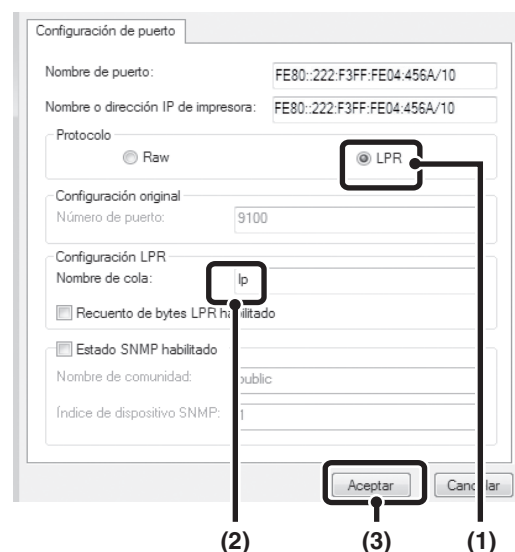 Configuración de puerto
Nombre de puerto: FE80::222:F3FF:FE04:456A/10
Nombre o dirección IP de impresora: FE80::222:F3FF:FE04:456A/10
Protocolo
Raw LPR
Configuración original
Número de puerto: 9100
Configuración LPR
Nombre de cola: lp
Recuento de bytes LPR habilitado
Estado SNMP habilitado
Nombre de comunidad: public
Índice de dispositivo SNMP: 1
Aceptar Cancelar
(2) (3) (1)